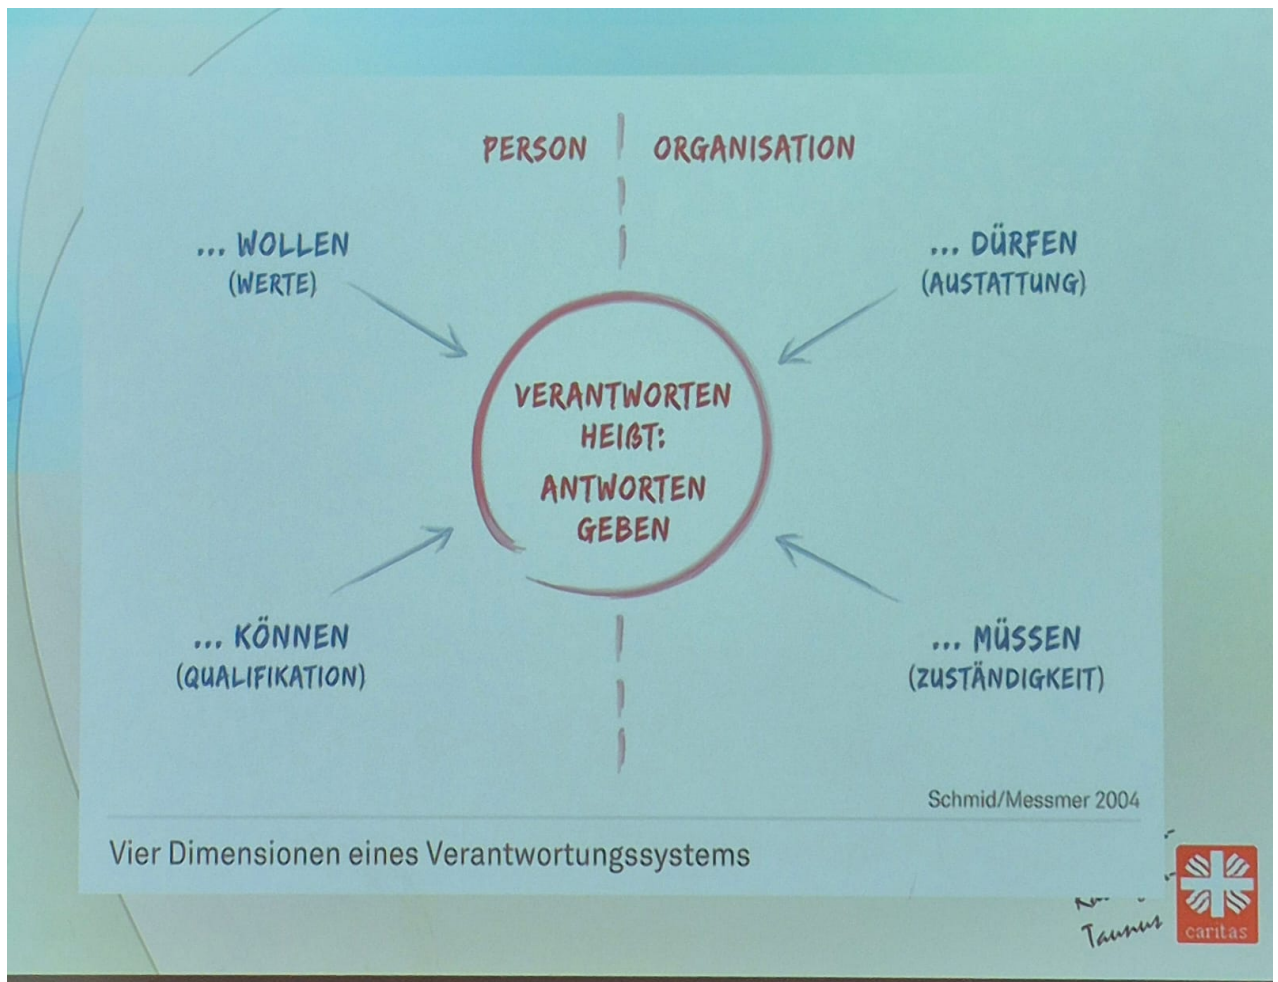 PERSON
ORGANISATION
... WOLLEN
(WERTE)
... DÜRFEN
(AUSTATTUNG)
VERANTWORTEN
HEIßT:
ANTWORTEN
GEBEN
... KÖNNEN
(QUALIFIKATION)
... MÜSSEN
(ZUSTÄNDIGKEIT)
Schmid/Messmer 2004
Vier Dimensionen eines Verantwortungssystems
Taunus
caritas